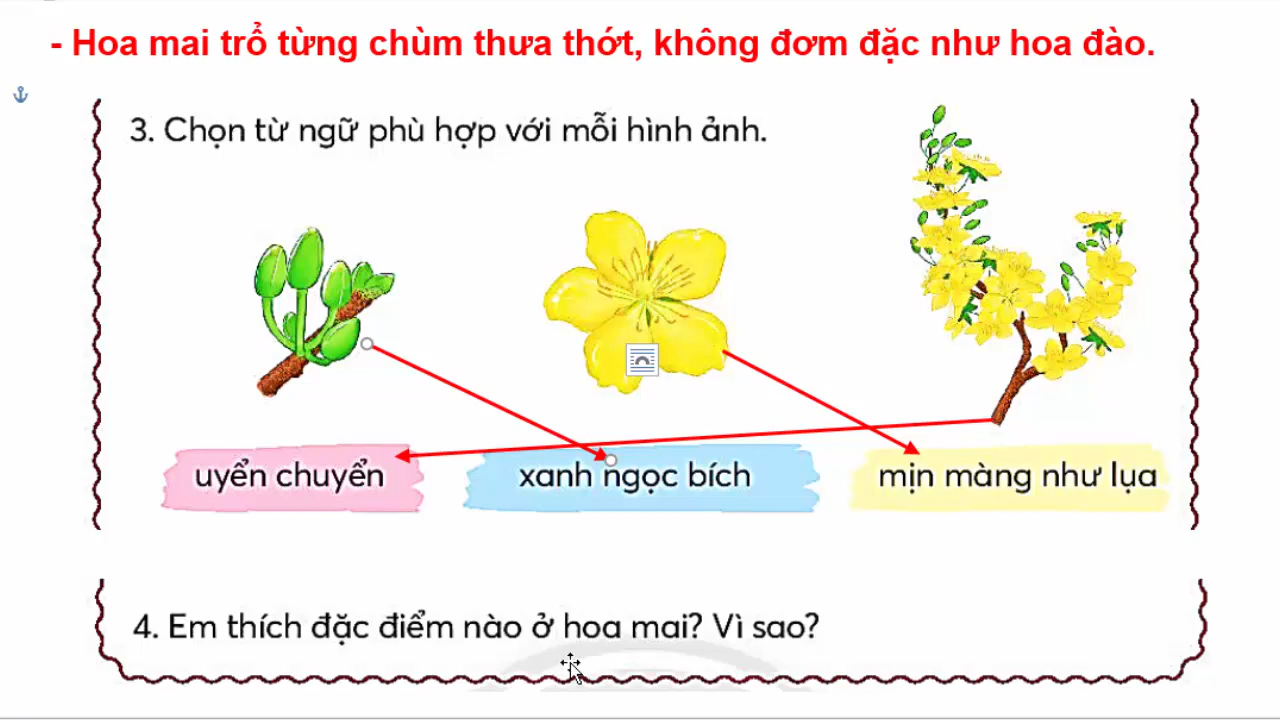 - Hoa mai trổ từng chùm thưa thớt, không đơm đặc như hoa đào.
3. Chọn từ ngữ phù hợp với mỗi hình ảnh.
uyển chuyển
xanh ngọc bích
mịn màng như lụa
4. Em thích đặc điểm nào ở hoa mai? Vì sao?